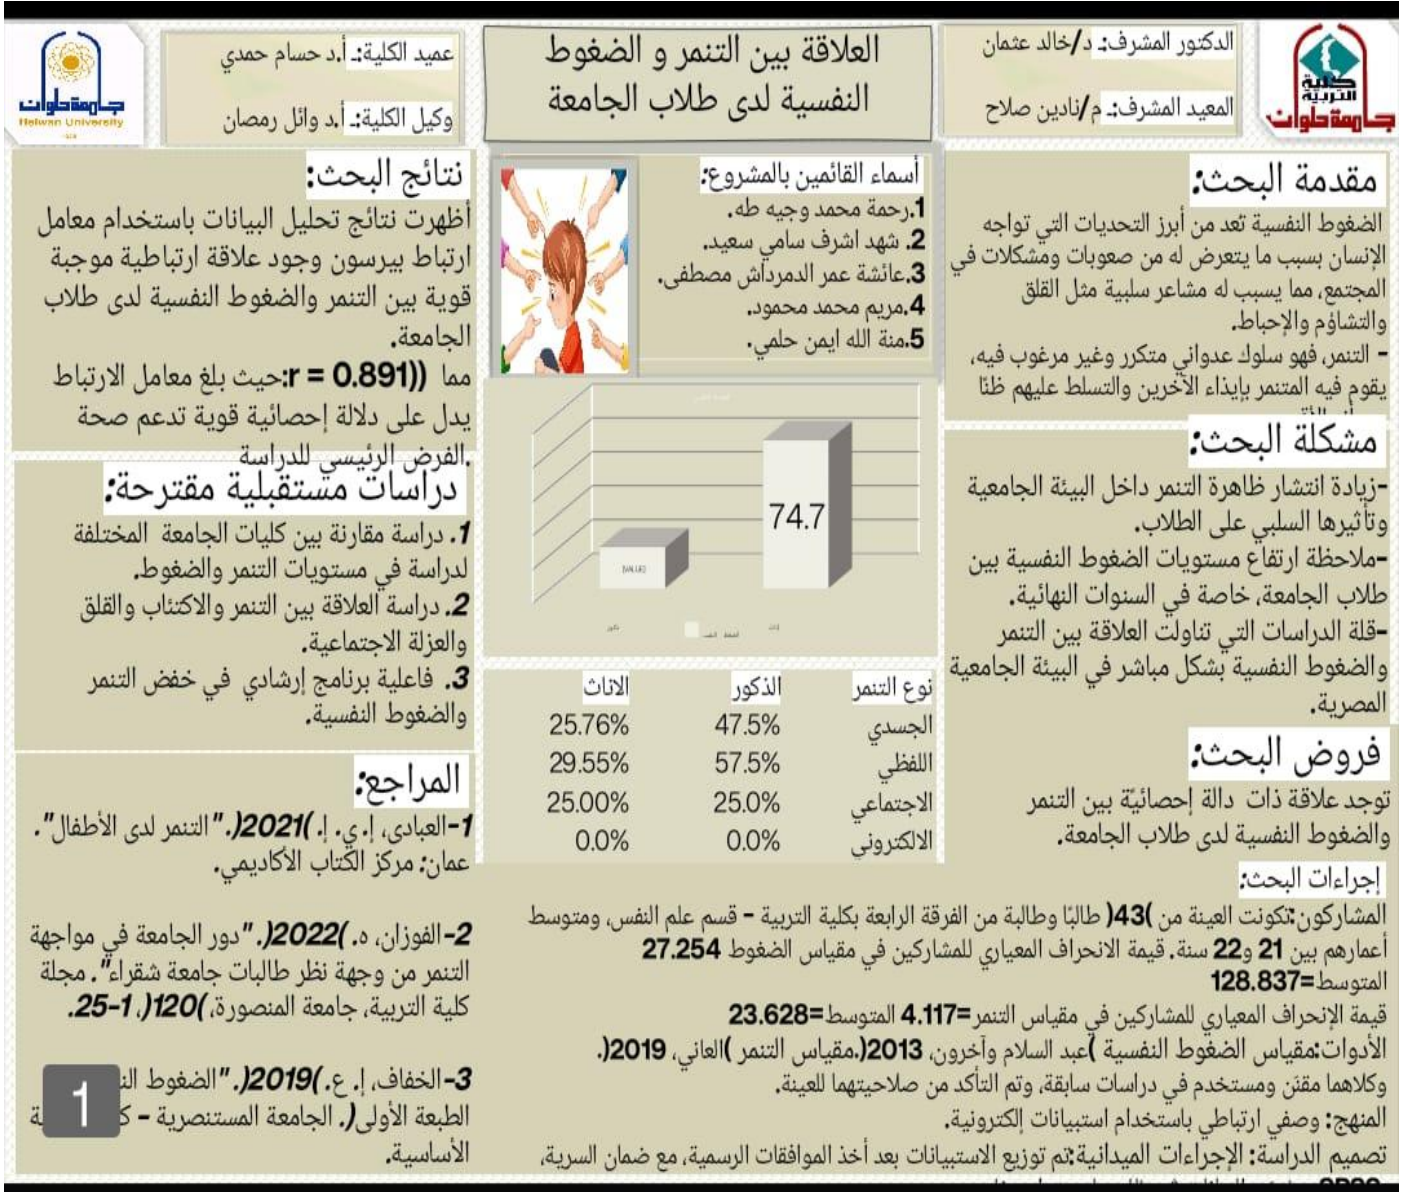 كلية
التربية
جامعة حلوان
الدكتور المشرف:ـ د/خالد عثمان
المعيد المشرف:ـ م/نادين صلاح
العلاقة بين التنمر و الضغوط
النفسية لدى طلاب الجامعة
عميد الكلية:ـ أ.د حسام حمدي
وكيل الكلية:ـ أ.د وائل رمضان
جامعة حلوان
Helwan University
مقدمة البحث:
الضغوط النفسية تعد من أبرز التحديات التي تواجه
الإنسان بسبب ما يتعرض له من صعوبات ومشكلات في
المجتمع، مما يسبب له مشاعر سلبية مثل القلق
والتشاؤم والإحباط.
- التنمر، فهو سلوك عدواني متكرر وغير مرغوب فيه،
يقوم فيه المتنمر بإيذاء الآخرين والتسلط عليهم ظنًا
مشكلة البحث:
-زيادة انتشار ظاهرة التنمر داخل البيئة الجامعية
وتأثيرها السلبي على الطلاب.
-ملاحظة ارتفاع مستويات الضغوط النفسية بين
طلاب الجامعة، خاصة في السنوات النهائية.
-قلة الدراسات التي تناولت العلاقة بين التنمر
والضغوط النفسية بشكل مباشر في البيئة الجامعية
المصرية.
فروض البحث:
توجد علاقة ذات  دالة إحصائيّة بين التنمر
والضغوط النفسية لدى طلاب الجامعة.
أسماء القائمين بالمشروع:
1.رحمة محمد وجيه طه.
2. شهد اشرف سامي سعيد.
3.عائشة عمر الدمرداش مصطفى.
4.مريم محمد محمود.
5.منة الله ايمن حلمي.
74.7
[VALUE]
ذكور
اناث
نوع التنمر الذكور الاناث
الجسدي 47.5% 25.76%
اللفظي 57.5% 29.55%
الاجتماعي 25.0% 25.00%
الالكتروني 0.0% 0.0%
إجراءات البحث:
المشاركون:تكونت العينة من )43( طالبًا وطالبة من الفرقة الرابعة بكلية التربية - قسم علم النفس، ومتوسط
أعمارهم بين 21 و22 سنة. قيمة الانحراف المعياري للمشاركين في مقياس الضغوط 27.254
المتوسط=128.837
قيمة الإنحراف المعياري للمشاركين في مقياس التنمر=4.117 المتوسط=23.628
الأدوات:مقياس الضغوط النفسية )عبد السلام وآخرون، 2013(.مقياس التنمر )العاني، 2019(.
وكلاهما مقنّن ومستخدم في دراسات سابقة، وتم التأكد من صلاحيتهما للعينة.
المنهج: وصفي ارتباطي باستخدام استبيانات إلكترونية.
تصميم الدراسة: الإجراءات الميدانية:تم توزيع الاستبيانات بعد أخذ الموافقات الرسمية، مع ضمان السرية،
نتائج البحث:
أظهرت نتائج تحليل البيانات باستخدام معامل
ارتباط بيرسون وجود علاقة ارتباطية موجبة
قوية بين التنمر والضغوط النفسية لدى طلاب
الجامعة.
مما  ((r = 0.891:حيث بلغ معامل الارتباط
يدل على دلالة إحصائية قوية تدعم صحة
.الفرض الرئيسي للدراسة
دراسات مستقبلية مقترحة:
1. دراسة مقارنة بين كليات الجامعة  المختلفة
لدراسة في مستويات التنمر والضغوط.
2. دراسة العلاقة بين التنمر والاكتئاب والقلق
والعزلة الاجتماعية.
3.  فاعلية برنامج إرشادي  في خفض التنمر
والضغوط النفسية.
المراجع:
1-العبادى، إ. ي. إ. )2021(. "التنمر لدى الأطفال".
عمان: مركز الكتاب الأكاديمي.
2-الفوزان، ه. )2022(. "دور الجامعة في مواجهة
التنمر من وجهة نظر طالبات جامعة شقراء". مجلة
كلية التربية، جامعة المنصورة، )120(، 1-25.
3-الخفاف، إ. ع. )2019(. "الضغوط
الطبعة الأولى(. الجامعة المستنصرية -
الأساسية.
1